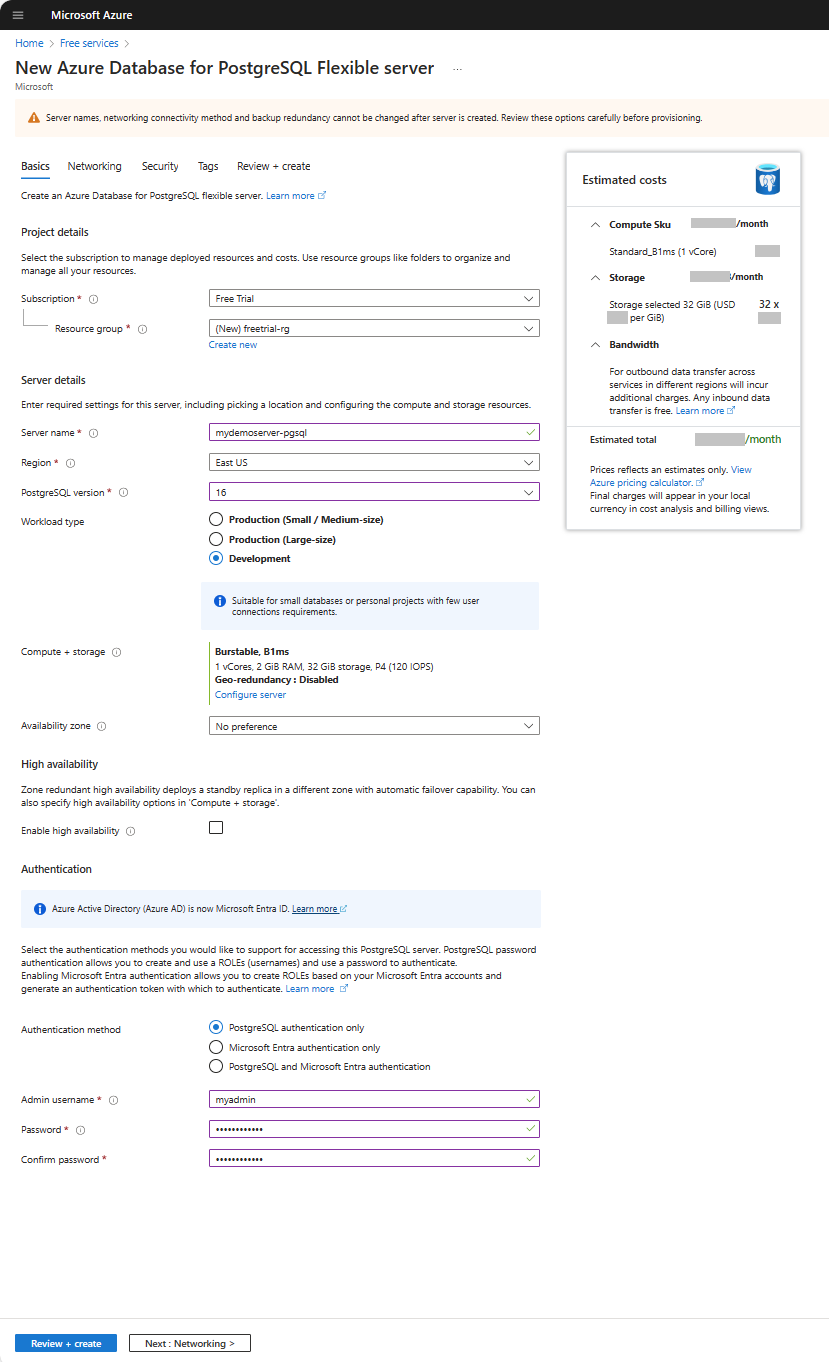 Microsoft Azure
Home > Free services >
New Azure Database for PostgreSQL Flexible server ...
Microsoft
Server names, networking connectivity method and backup redundancy cannot be changed after server is created. Review these options carefully before provisioning.
Basics Networking Security Tags Review + create
Create an Azure Database for PostgreSQL flexible server. Learn more
Project details
Select the subscription to manage deployed resources and costs. Use resource groups like folders to organize and
manage all your resources.
Subscription * Free Trial
Resource group * (New) freetrial-rg
Create new
Server details
Enter required settings for this server, including picking a location and configuring the compute and storage resources.
Server name * mydemoserver-pgsql
Region * East US
PostgreSQL version * 16
Workload type
Production (Small / Medium-size)
Production (Large-size)
Development
Suitable for small databases or personal projects with few user
connections requirements.
Compute + storage
Burstable, B1ms
1 vCores, 2 GiB RAM, 32 GiB storage, P4 (120 IOPS)
Geo-redundancy : Disabled
Configure server
Availability zone No preference
High availability
Zone redundant high availability deploys a standby replica in a different zone with automatic failover capability. You can
also specify high availability options in 'Compute + storage'.
Enable high availability
Authentication
Azure Active Directory (Azure AD) is now Microsoft Entra ID. Learn more
Select the authentication methods you would like to support for accessing this PostgreSQL server. PostgreSQL password
authentication allows you to create and use a ROLEs (usernames) and use a password to authenticate.
Enabling Microsoft Entra authentication allows you to create ROLEs based on your Microsoft Entra accounts and
generate an authentication token with which to authenticate. Learn more
Authentication method
PostgreSQL authentication only
Microsoft Entra authentication only
PostgreSQL and Microsoft Entra authentication
Admin username * myadmin
Password * ••••••••••••
Confirm password * ••••••••••••
Review + create
Next : Networking >
Estimated costs
Compute Sku /month
Standard_B1ms (1 vCore)
Storage /month
Storage selected 32 GiB (USD 32 x
per GiB)
Bandwidth
For outbound data transfer across
services in different regions will incur
additional charges. Any inbound data
transfer is free. Learn more
Estimated total /month
Prices reflect an estimates only. View
Azure pricing calculator.
Final charges will appear in your local
currency in cost analysis and billing views.